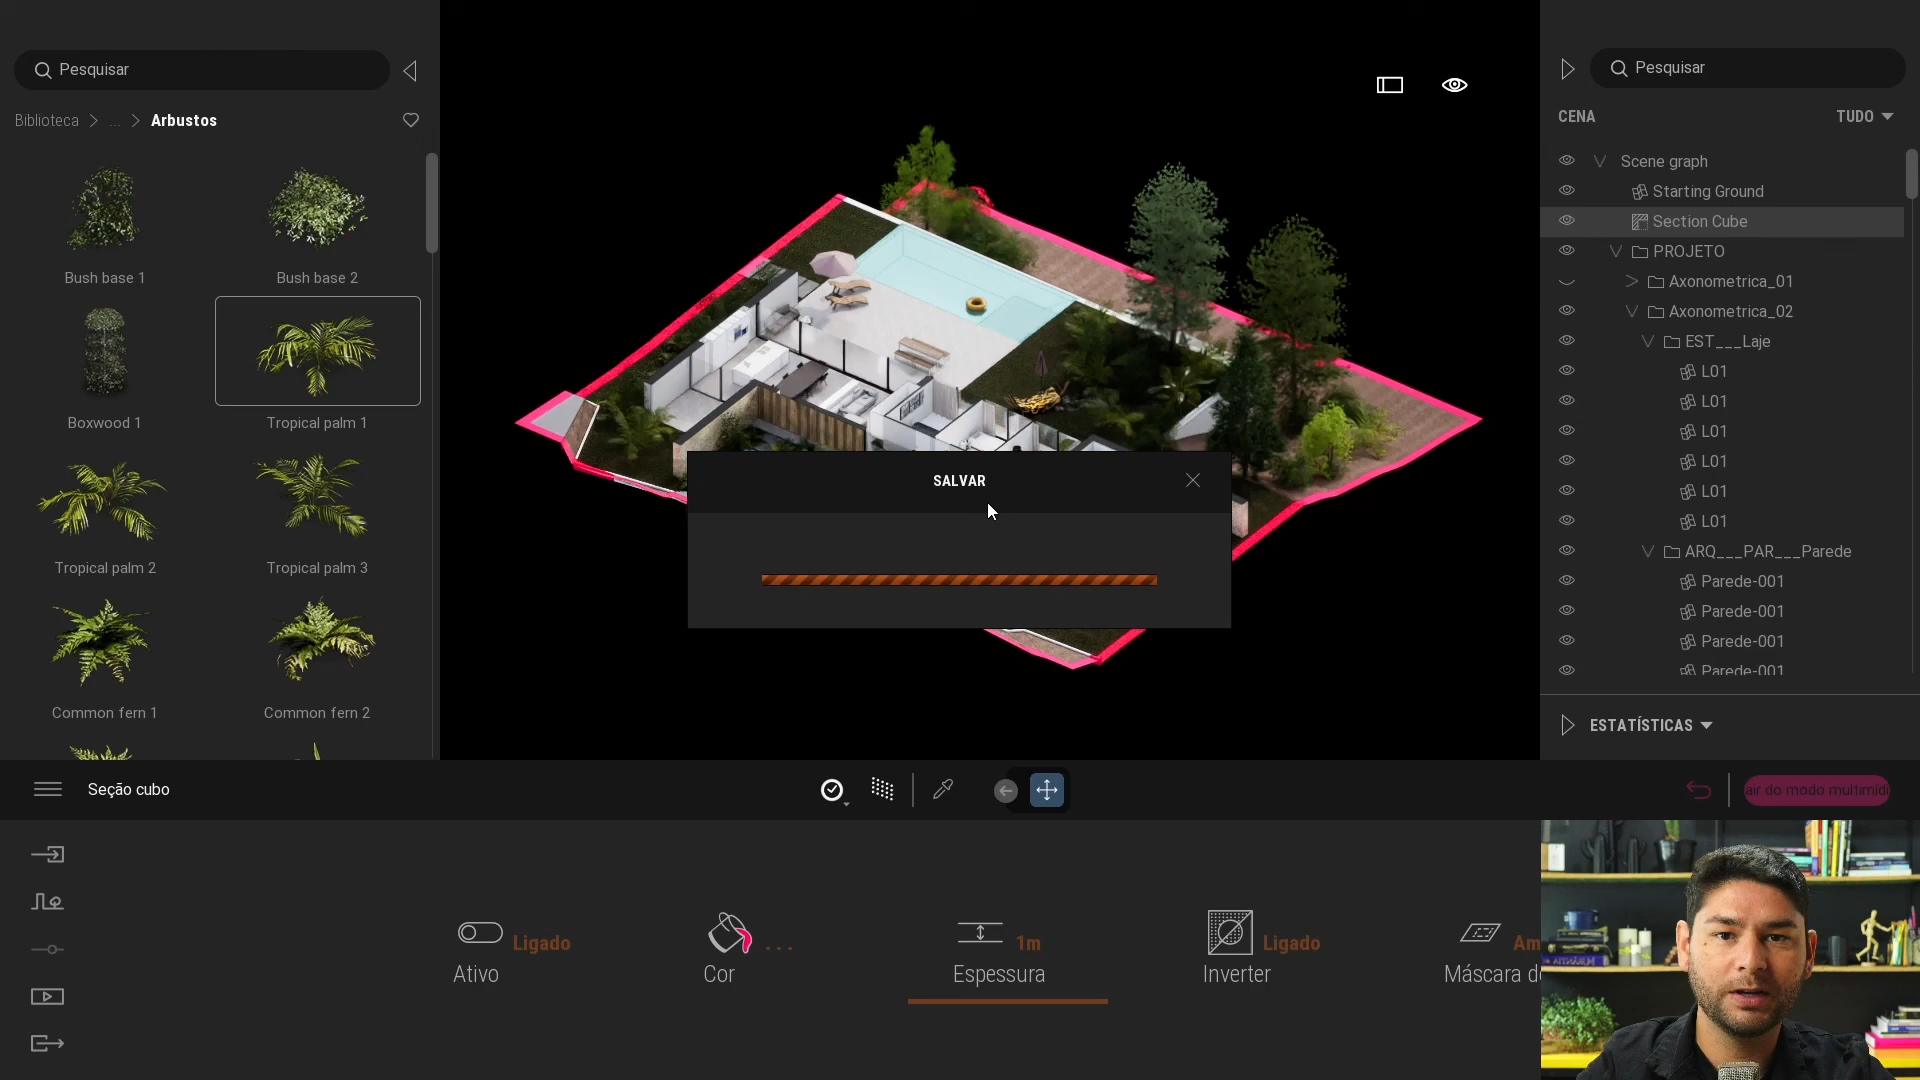 Pesquisar
Biblioteca > ... > Arbustos
Bush base 1
Bush base 2
Boxwood 1
Tropical palm 1
Tropical palm 2
Tropical palm 3
Common fern 1
Common fern 2
SALVAR
Pesquisar
CENA
TUDO
Scene graph
Starting Ground
Section Cube
PROJETO
Axonometrica_01
Axonometrica_02
EST___Laje
L01
L01
L01
L01
L01
L01
ARQ___PAR___Parede
Parede-001
Parede-001
Parede-001
Parede-001
ESTATÍSTICAS
Seção cubo
air do modo multimídi
Ligado
Ativo
...
Cor
1m
Espessura
Ligado
Inverter
Am
Máscara d